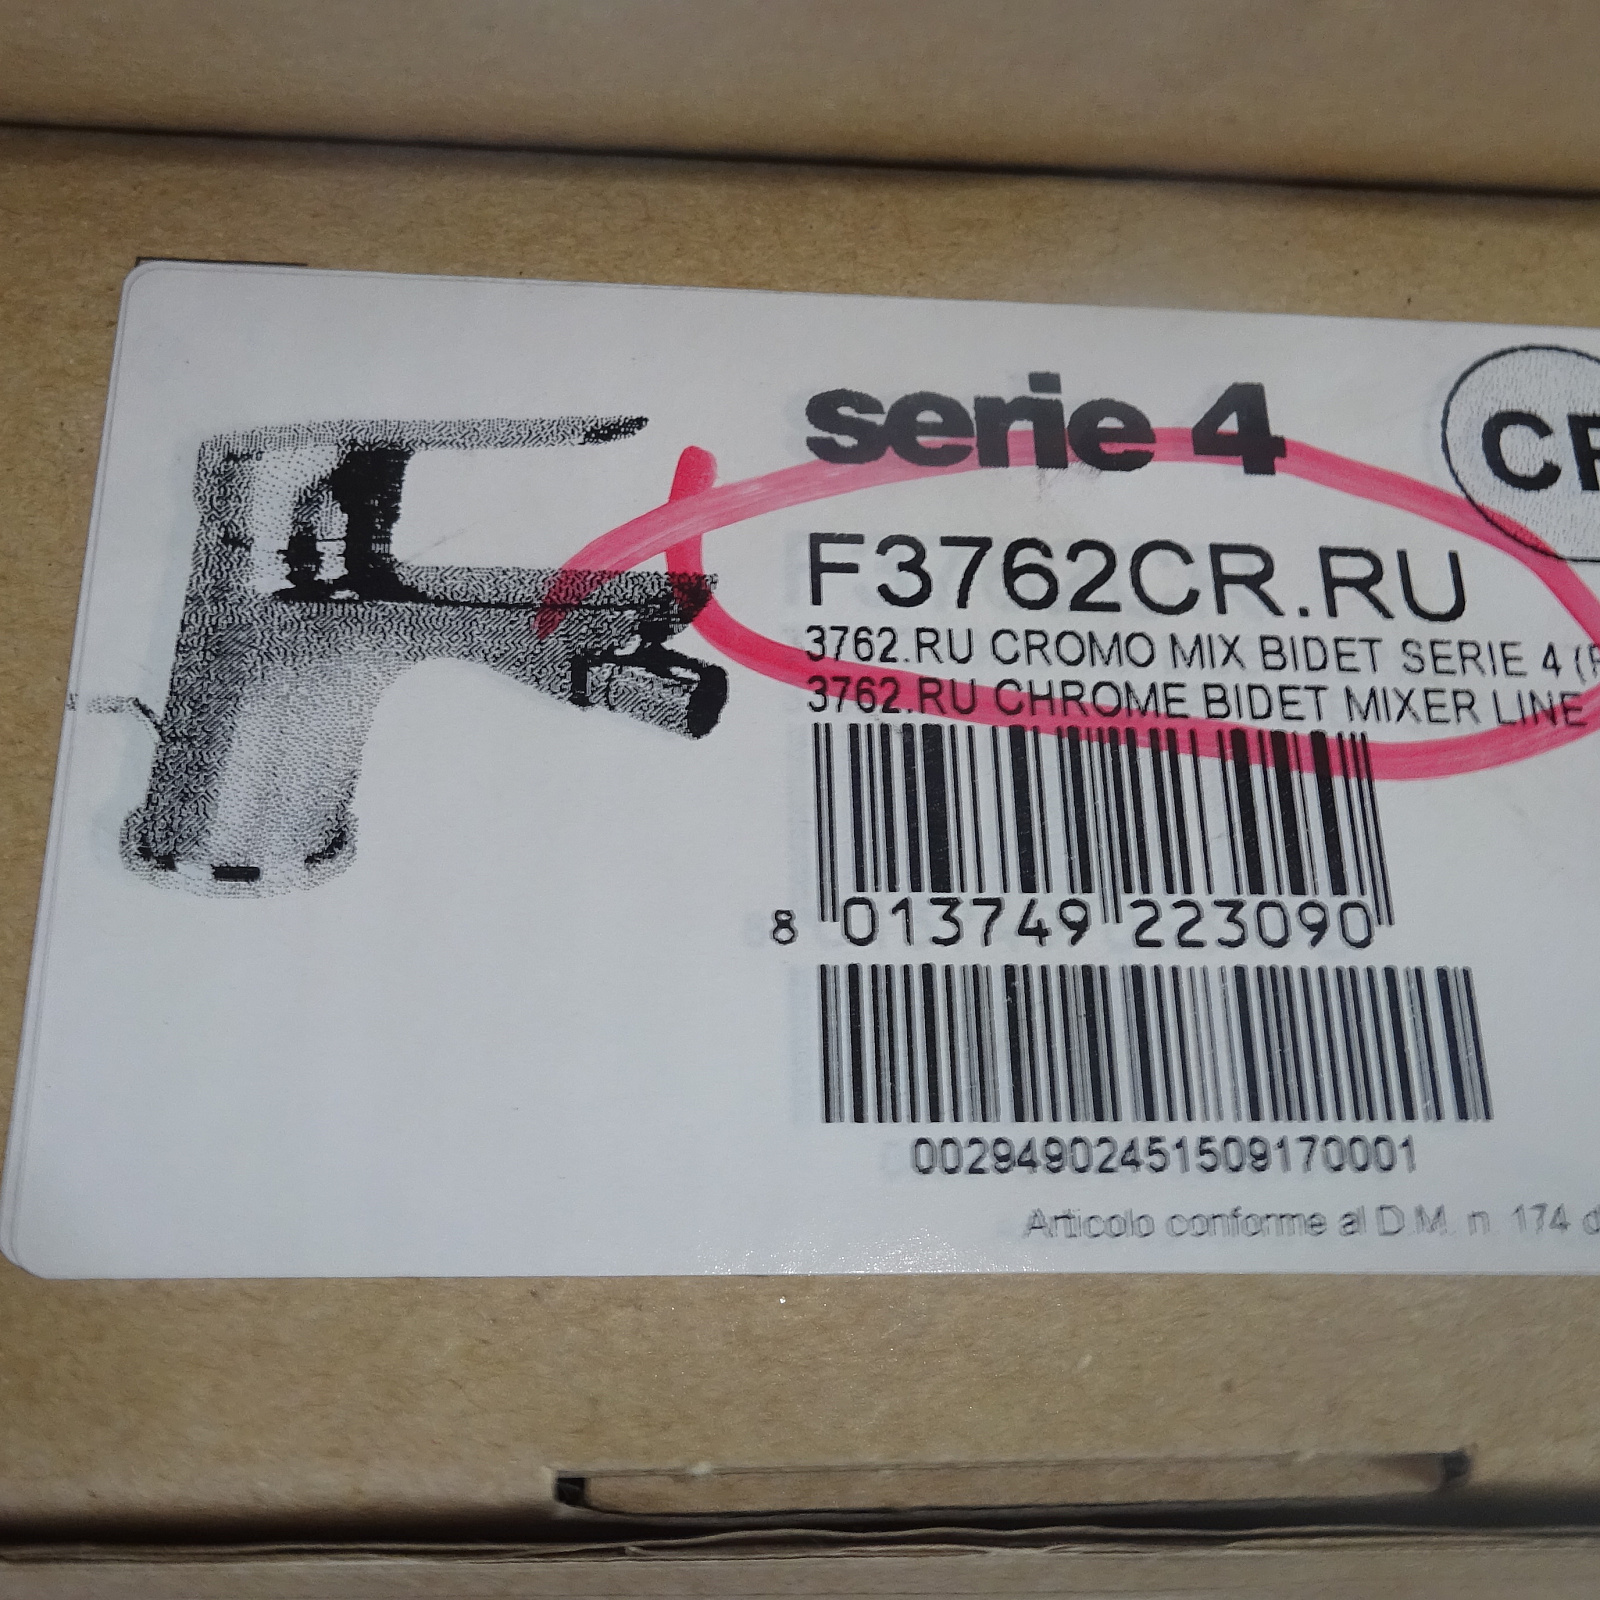 serie 4
F3762CR.RU
3762.RU CROMO MIX BIDET SERIE 4
3762.RU CHROME BIDET MIXER LINE
8 013749 223090
00294902451509170001
Articolo conforme al D.M. n. 174